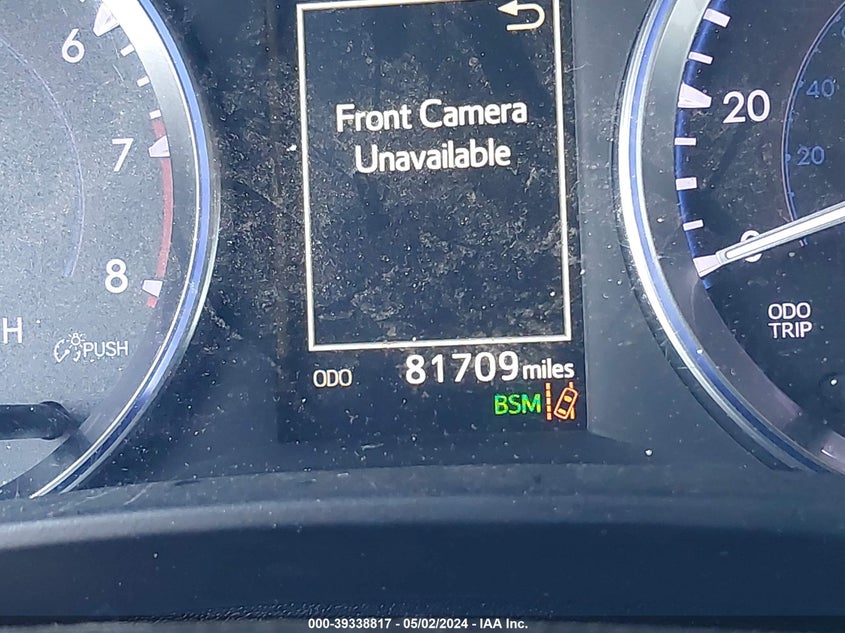 6
7
8
H
PUSH
Front Camera
Unavailable
ODO 81709 miles
BSM
20
0
40
20
ODO
TRIP
000-39338817 - 05/02/2024 - IAA Inc.